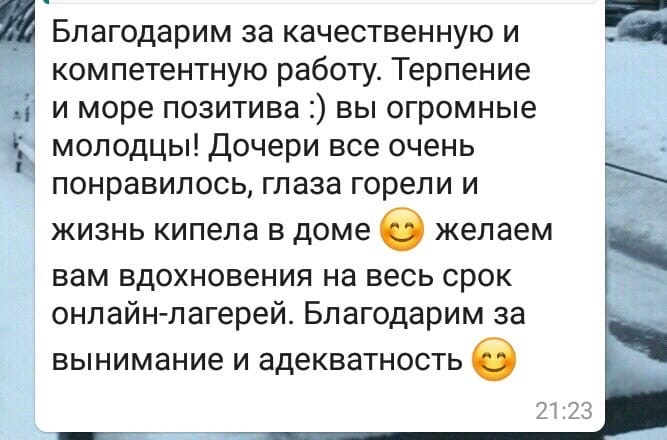 Благодарим за качественную и
компетентную работу. Терпение
и море позитива :) вы огромные
молодцы! Дочери все очень
понравилось, глаза горели и
жизнь кипела в доме 😊 желаем
вам вдохновения на весь срок
онлайн-лагерей. Благодарим за
вынимание и адекватность 😊
21:23